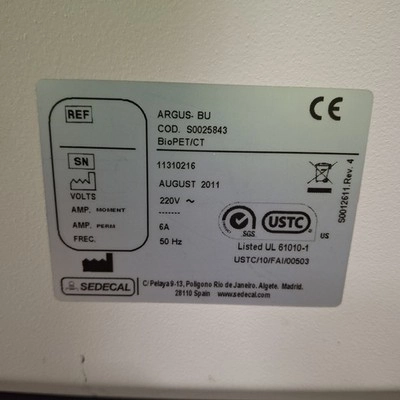 REF ARGUS- BU
COD. S0025843
BioPET/CT
SN 11310216
AUGUST 2011
VOLTS 220V ~
AMP. MOMENT ------
AMP. PERM 6A
FREC. 50 Hz
CE
SGS
USTC
US
Listed UL 61010-1
USTC/10/FAI/00503
S0012611.Rev. 4
SEDECAL
C/ Pelaya 9-13, Polígono Río de Janeiro, Algete. Madrid.
28110 Spain www.sedecal.com